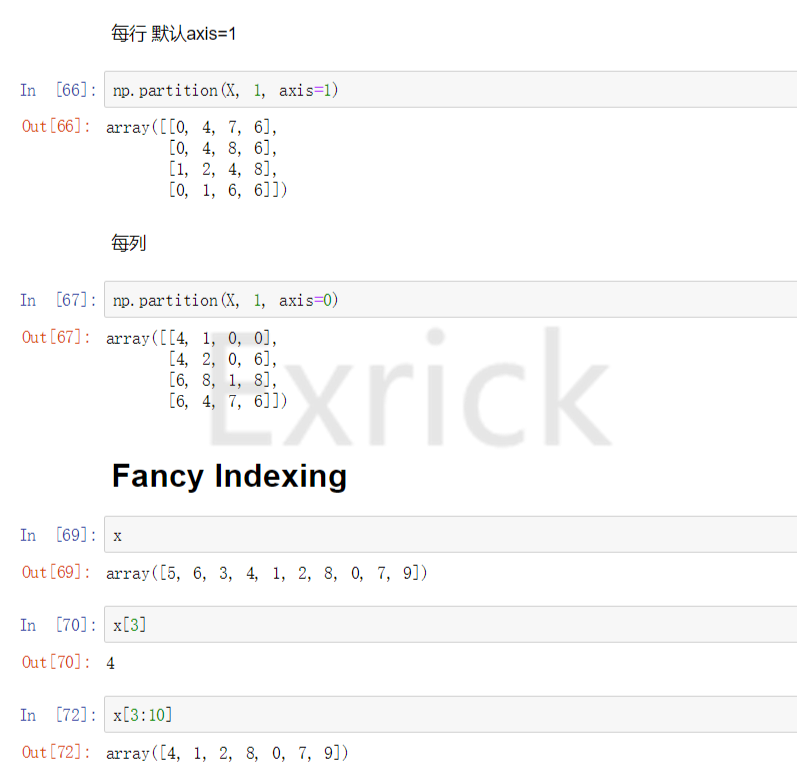 每行 默认axis=1
In [66]: np.partition(X, 1, axis=1)
Out[66]: array([[0, 4, 7, 6],
[0, 4, 8, 6],
[1, 2, 4, 8],
[0, 1, 6, 6]])
每列
In [67]: np.partition(X, 1, axis=0)
Out[67]: array([[4, 1, 0, 0],
[4, 2, 0, 6],
[6, 8, 1, 8],
[6, 4, 7, 6]])
Exrick
Fancy Indexing
In [69]: x
Out[69]: array([5, 6, 3, 4, 1, 2, 8, 0, 7, 9])
In [70]: x[3]
Out[70]: 4
In [72]: x[3:10]
Out[72]: array([4, 1, 2, 8, 0, 7, 9])